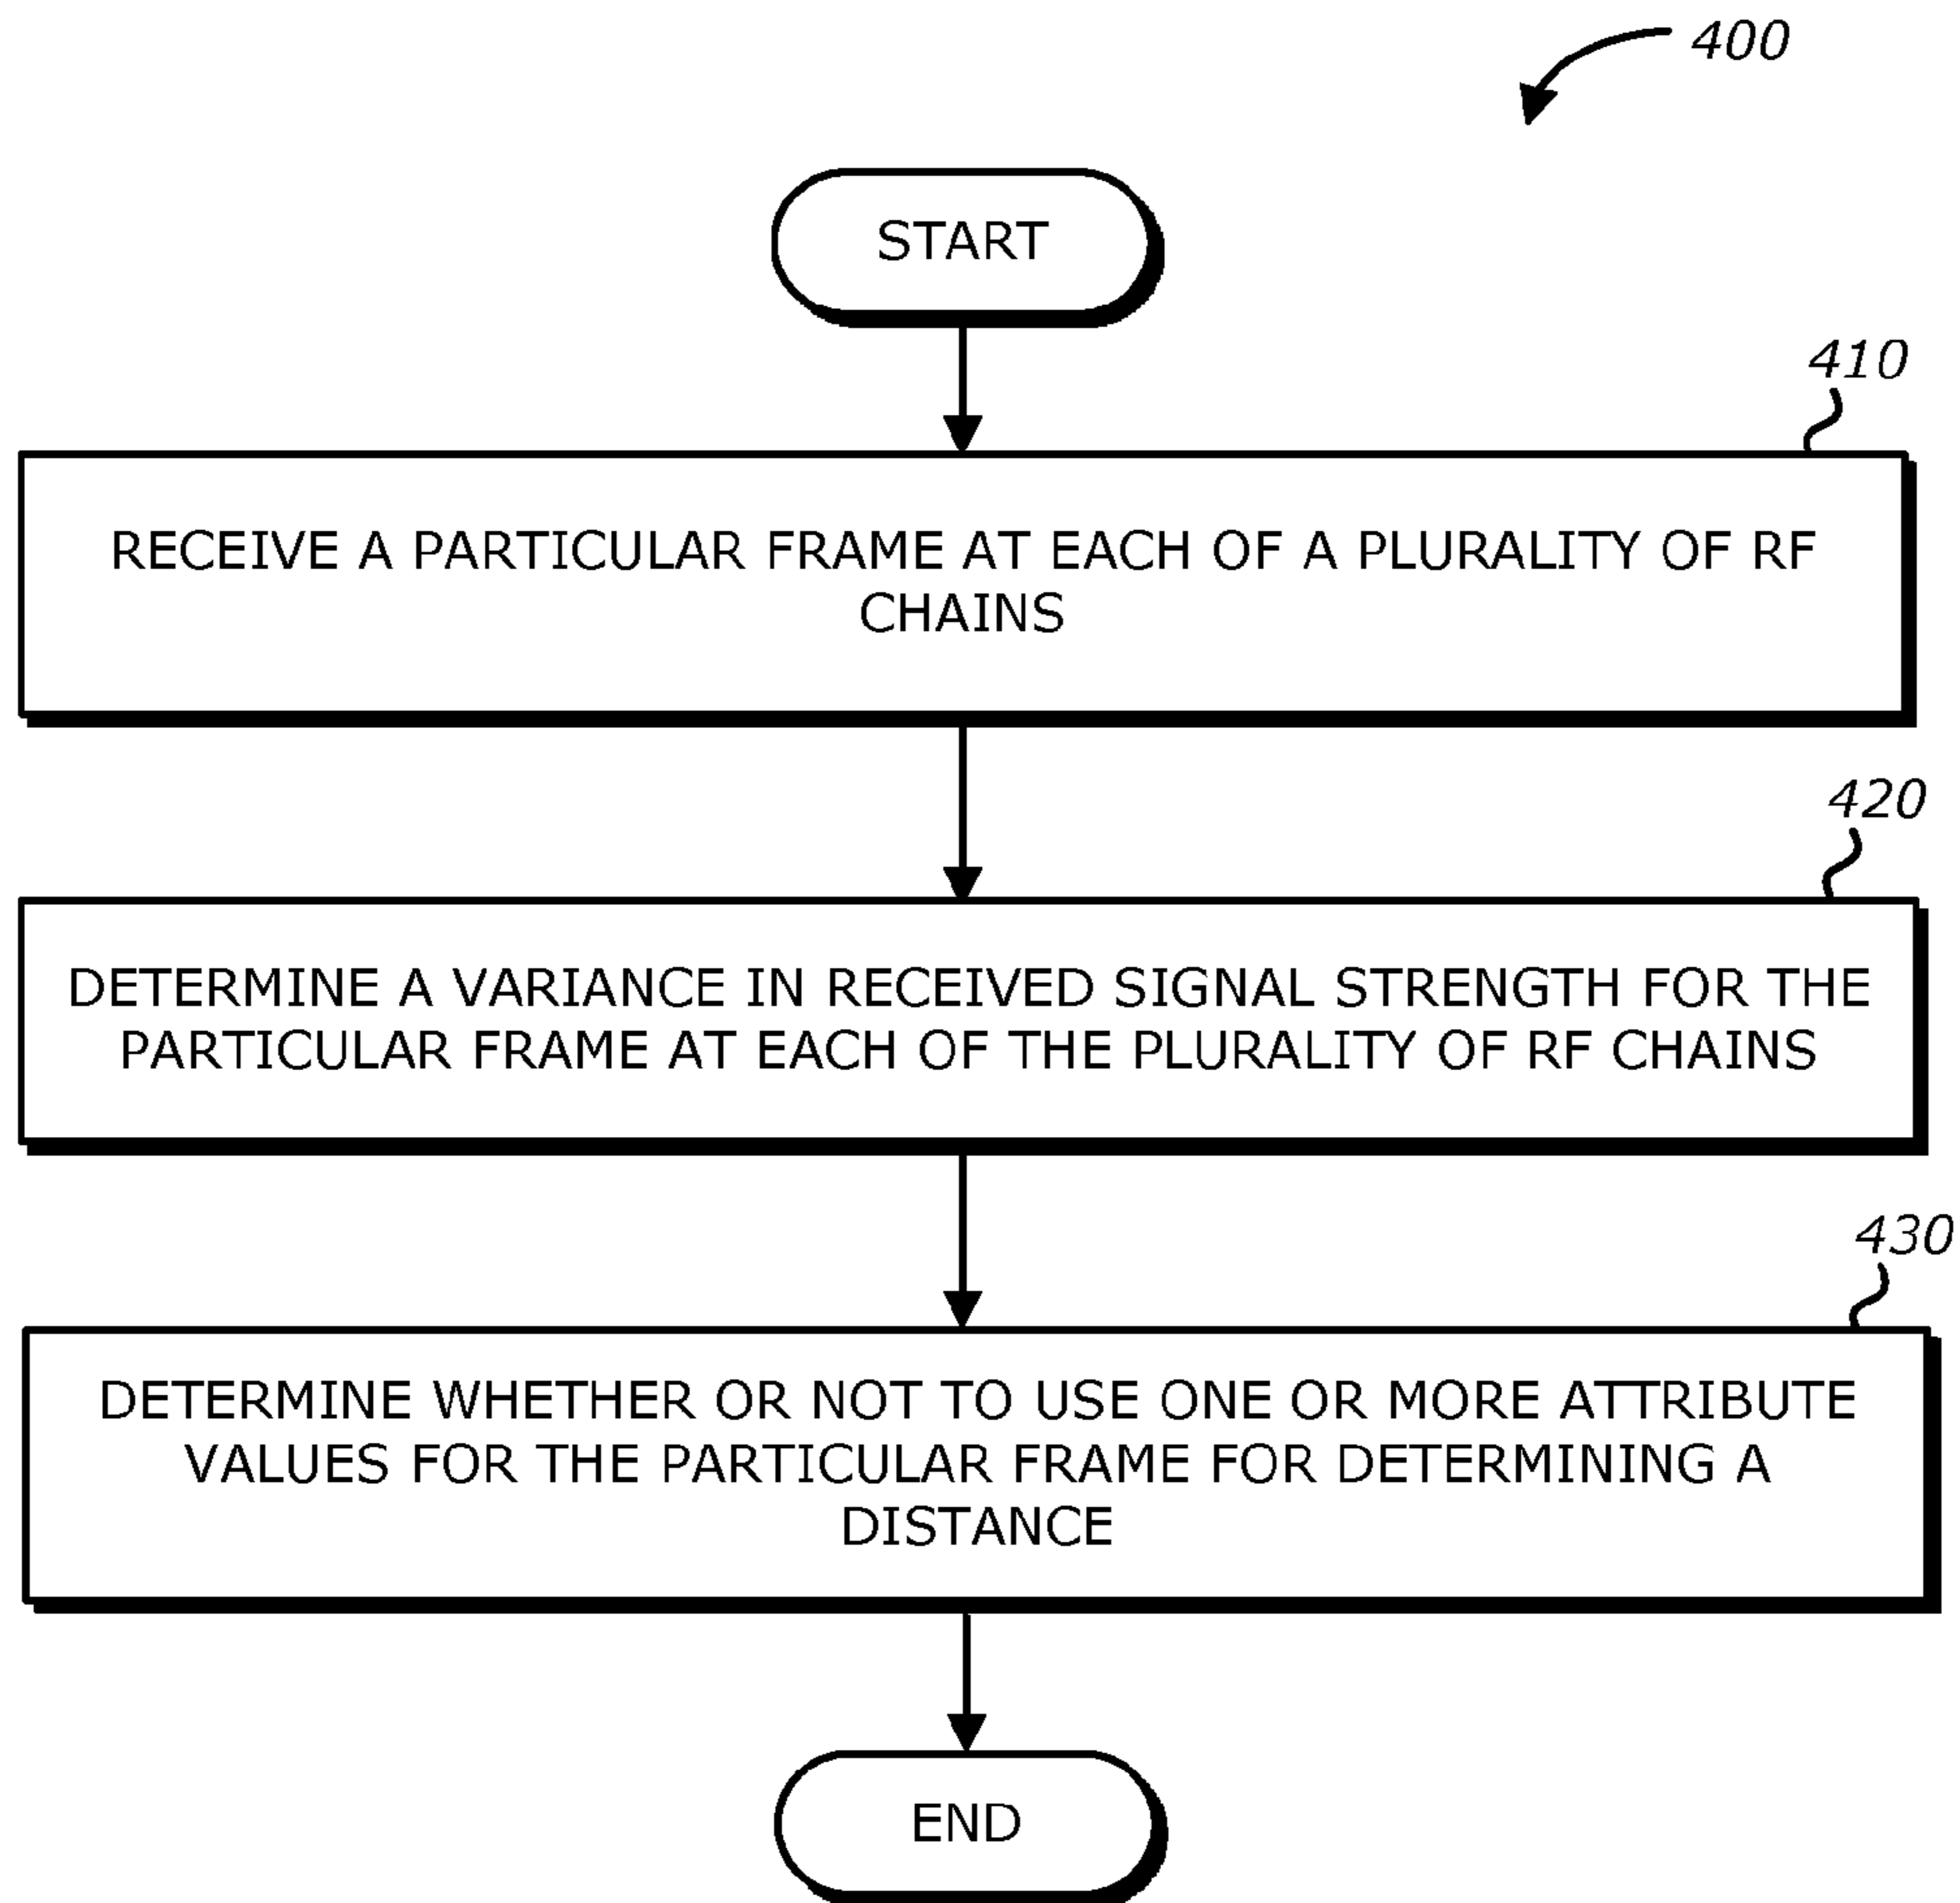 400
START
410
RECEIVE A PARTICULAR FRAME AT EACH OF A PLURALITY OF RF
CHAINS
420
DETERMINE A VARIANCE IN RECEIVED SIGNAL STRENGTH FOR THE
PARTICULAR FRAME AT EACH OF THE PLURALITY OF RF CHAINS
430
DETERMINE WHETHER OR NOT TO USE ONE OR MORE ATTRIBUTE
VALUES FOR THE PARTICULAR FRAME FOR DETERMINING A
DISTANCE
END